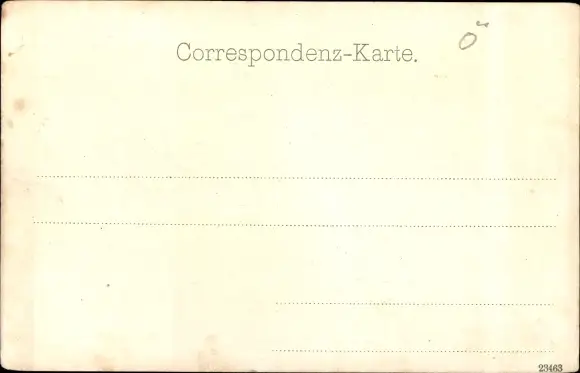 Ö
Correspondenz-Karte.
23463